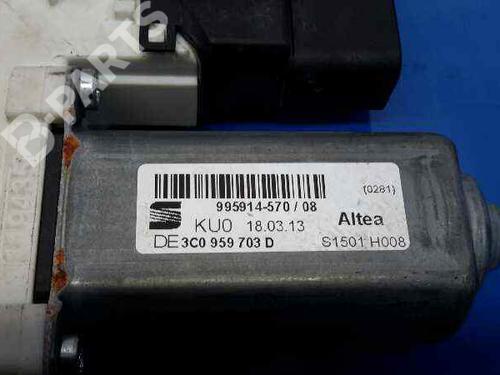 B-PARTS
995914-570 / 08
(0281)
KU0 18.03.13
Altea
DE 3C0 959 703 D
S1501 H008